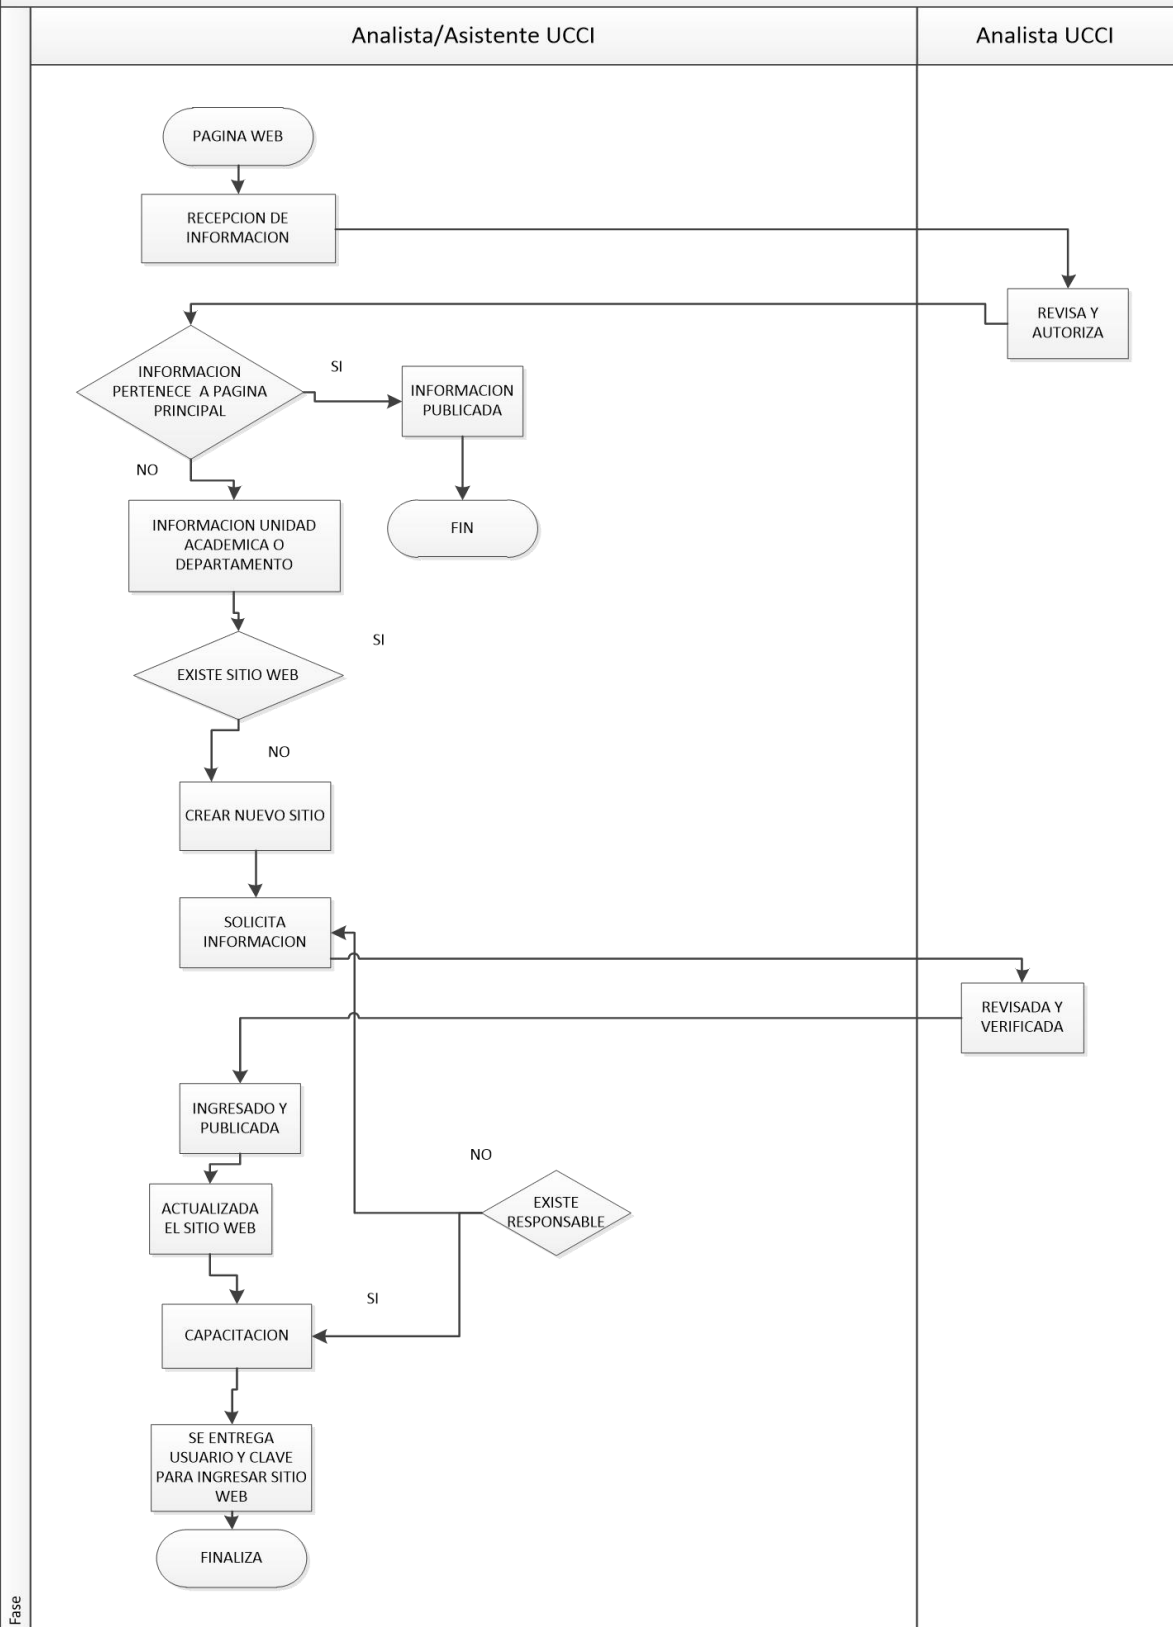 Analista/Asistente UCCI
Analista UCCI
PAGINA WEB
RECEPCION DE
INFORMACION
REVISA Y
AUTORIZA
INFORMACION
PERTENECE A PAGINA
PRINCIPAL
SI
INFORMACION
PUBLICADA
NO
FIN
INFORMACION UNIDAD
ACADEMICA O
DEPARTAMENTO
SI
EXISTE SITIO WEB
NO
CREAR NUEVO SITIO
SOLICITA
INFORMACION
REVISADA Y
VERIFICADA
INGRESADO Y
PUBLICADA
NO
EXISTE
RESPONSABLE
ACTUALIZADA
EL SITIO WEB
SI
CAPACITACION
SE ENTREGA
USUARIO Y CLAVE
PARA INGRESAR SITIO
WEB
FINALIZA
Fase